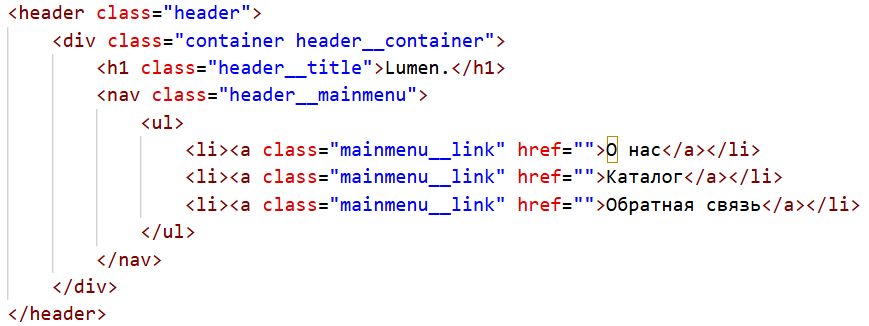 <header class="header">
<div class="container header__container">
<h1 class="header__title">Lumen.</h1>
<nav class="header__mainmenu">
<ul>
<li><a class="mainmenu__link" href="">О нас</a></li>
<li><a class="mainmenu__link" href="">Каталог</a></li>
<li><a class="mainmenu__link" href="">Обратная связь</a></li>
</ul>
</nav>
</div>
</header>